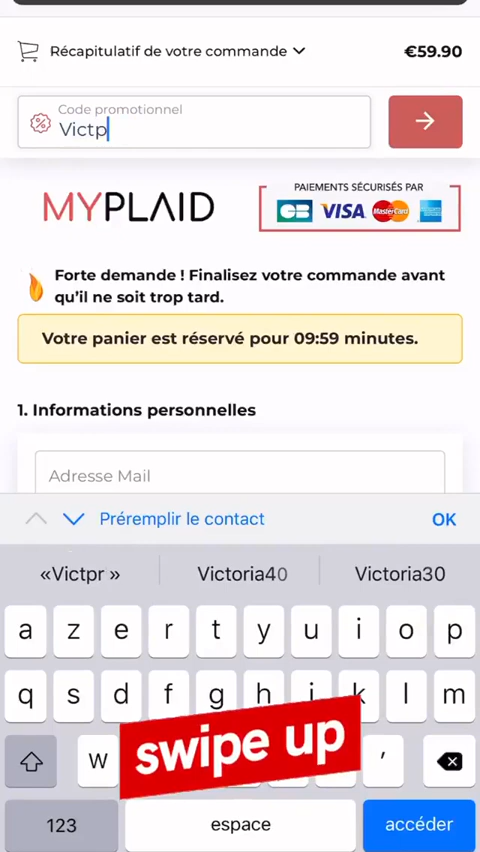 Récapitulatif de votre commande
€59.90
Code promotionnel
Victp
MYPLAID
PAIEMENTS SÉCURISÉS PAR
CB VISA MasterCard
Forte demande ! Finalisez votre commande avant
qu'il ne soit trop tard.
Votre panier est réservé pour 09:59 minutes.
1. Informations personnelles
Adresse Mail
Préremplir le contact
OK
«Victpr »
Victoria40
Victoria30
a z e r t y u i o p
q s d f g h j k l m
w '
swipe up
123
espace
accéder